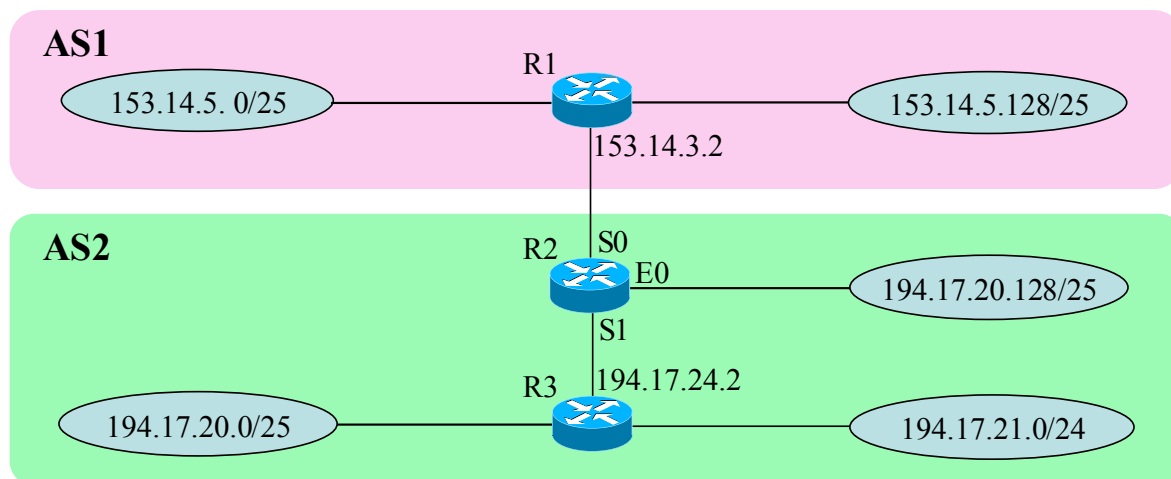 AS1
R1
153.14.5. 0/25
153.14.5.128/25
153.14.3.2
AS2
R2
S0
E0
194.17.20.128/25
S1
R3
194.17.24.2
194.17.20.0/25
194.17.21.0/24